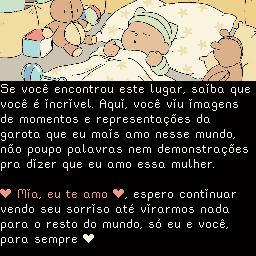 Se você encontrou este lugar, saiba que
você é incrível. Aqui, você viu imagens
de momentos e representações da
garota que eu mais amo nesse mundo,
não poupo palavras nem demonstrações
pra dizer que eu amo essa mulher.
♥ Mia, eu te amo ♥, espero continuar
vendo seu sorriso até virarmos nada
para o resto do mundo, só eu e você,
para sempre ♥